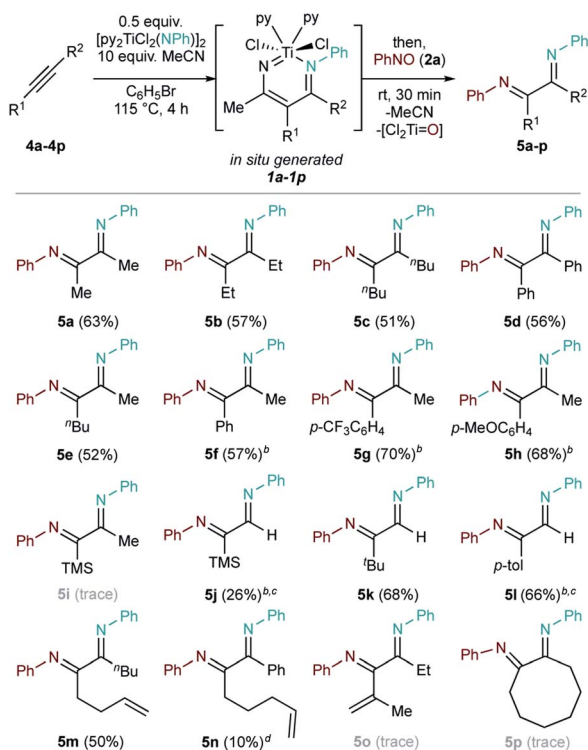 0.5 equiv.
[py2TiCl2(NPh)]2
10 equiv. MeCN
C6H5Br
115 °C, 4 h
R2
R1
4a-4p
py py
Cl Ti Cl Ph
N N
Me R2
R1
in situ generated
1a-1p
then,
PhNO (2a)
rt, 30 min
-MeCN
-[Cl2Ti=O]
N Ph
Ph N R2
R1
5a-p
N Ph
Ph N Me
Me
5a (63%)
N Ph
Ph N Et
Et
5b (57%)
N Ph
Ph N nBu
nBu
5c (51%)
N Ph
Ph N Ph
Ph
5d (56%)
N Ph
Ph N Me
nBu
5e (52%)
N Ph
Ph N Me
Ph
5f (57%)b
N Ph
Ph N Me
p-CF3C6H4
5g (70%)b
N Ph
Ph N Me
p-MeOC6H4
5h (68%)b
N Ph
Ph N Me
TMS
5i (trace)
N Ph
Ph N H
TMS
5j (26%)b,c
N Ph
Ph N H
tBu
5k (68%)
N Ph
Ph N H
p-tol
5l (66%)b,c
N Ph
Ph N nBu
5m (50%)
N Ph
Ph N Ph
5n (10%)d
N Ph
Ph N Et
Me
5o (trace)
N Ph
Ph N
5p (trace)